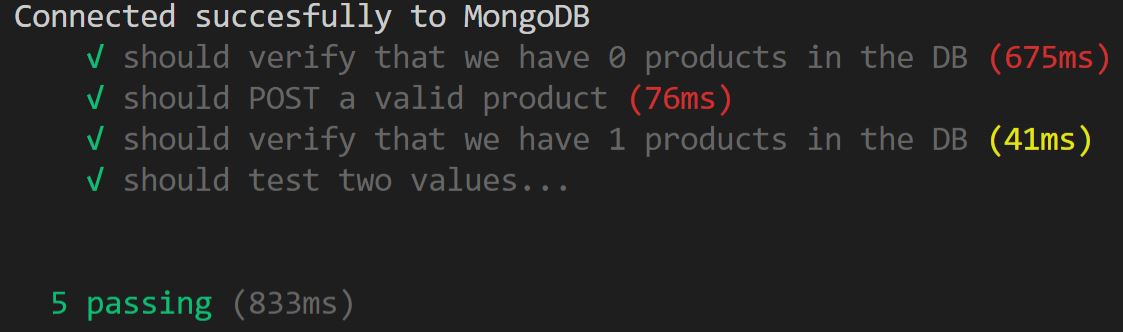 Connected succesfully to MongoDB
√ should verify that we have 0 products in the DB (675ms)
√ should POST a valid product (76ms)
√ should verify that we have 1 products in the DB (41ms)
√ should test two values...
5 passing (833ms)